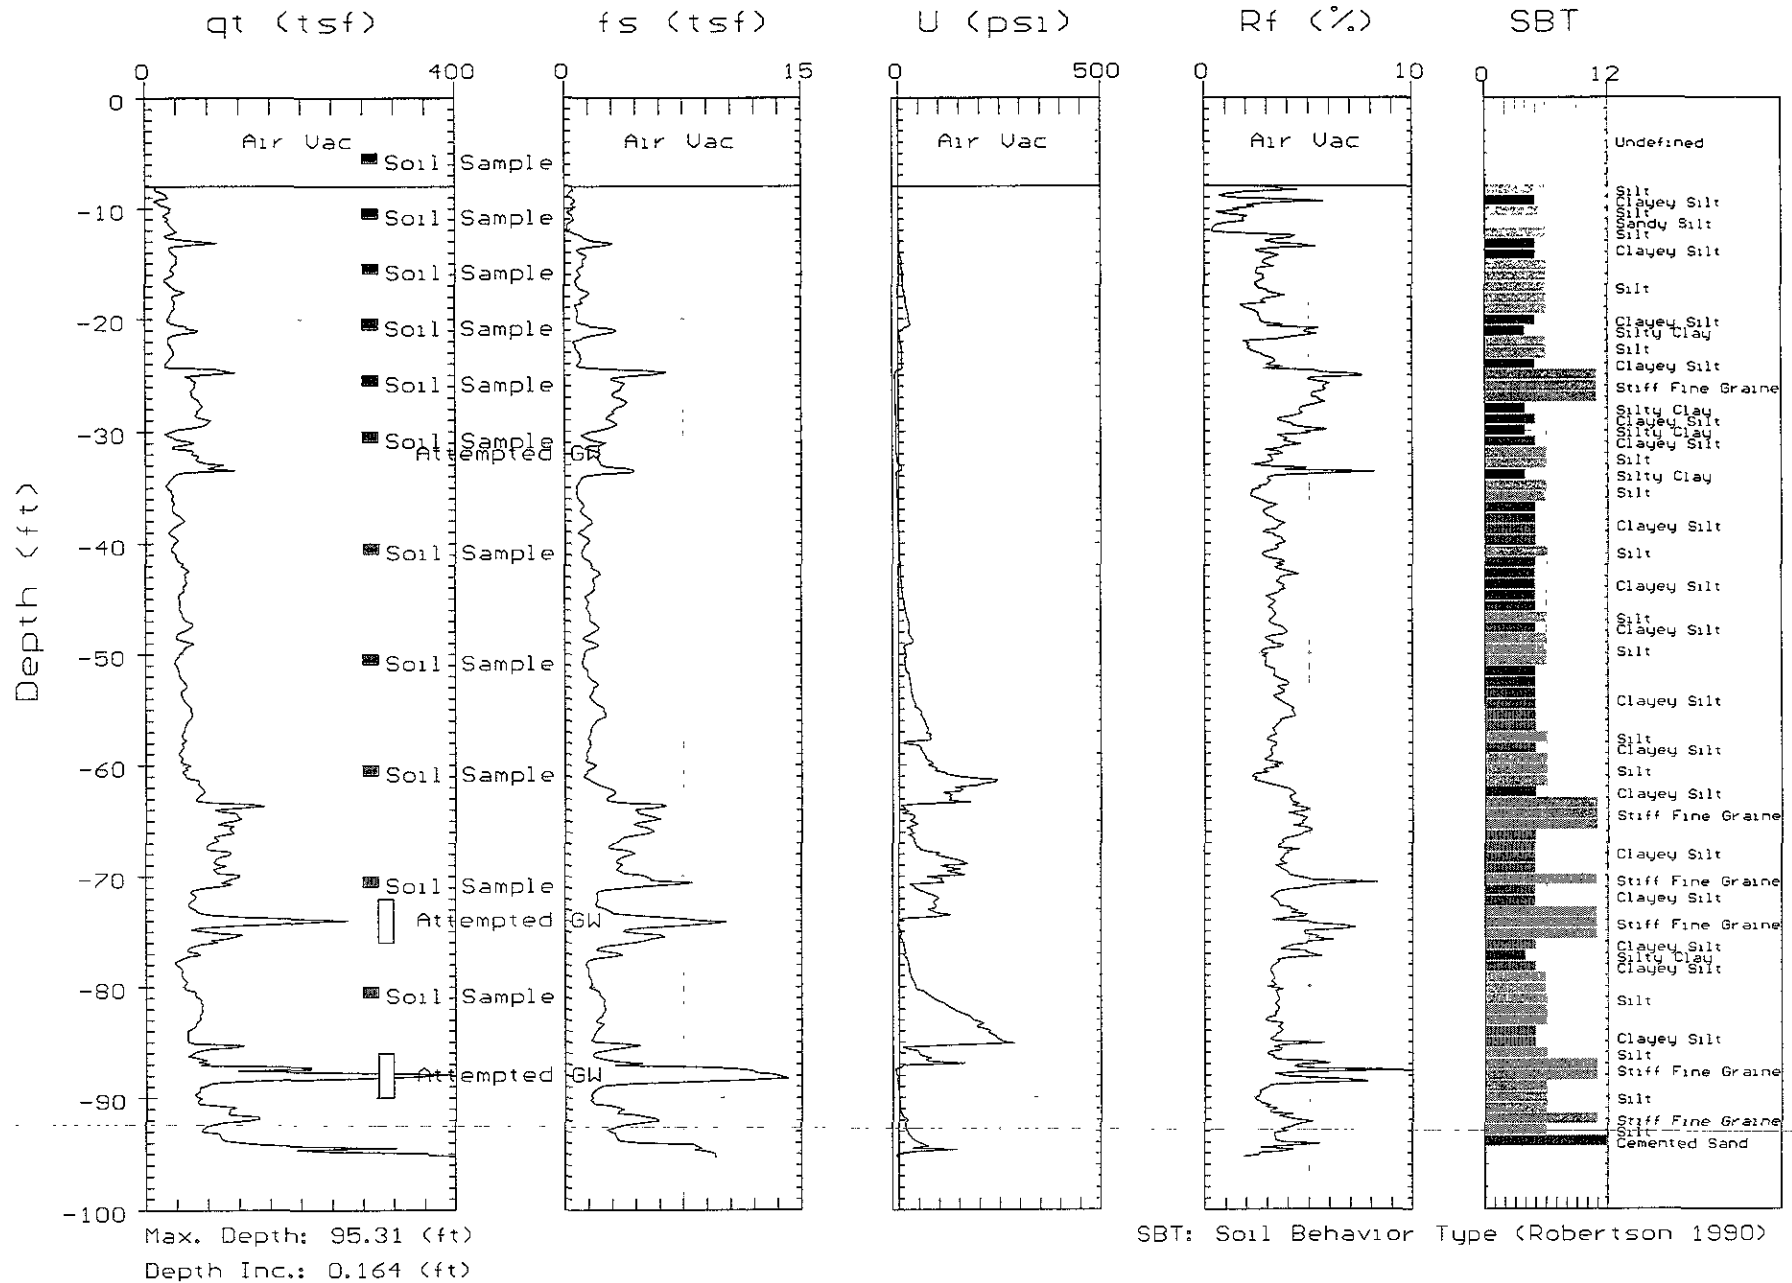 qt (tsf)
fs (tsf)
U (psi)
Rf (%)
SBT
0
400
0
15
0
500
0
10
0
12
0
-10
-20
-30
-40
-50
-60
-70
-80
-90
-100
Depth (ft)
Air Vac
Air Vac
Air Vac
Air Vac
Soil Sample
Soil Sample
Soil Sample
Soil Sample
Soil Sample
Soil Sample
Attempted GW
Soil Sample
Soil Sample
Soil Sample
Soil Sample
Attempted GW
Soil Sample
Attempted GW
Undefined
Silt
Clayey Silt
Silt
Sandy Silt
Silt
Clayey Silt
Silt
Clayey Silt
Silty Clay
Silt
Clayey Silt
Stiff Fine Graine
Silty Clay
Clayey Silt
Silty Clay
Clayey Silt
Silt
Silty Clay
Silt
Clayey Silt
Silt
Clayey Silt
Silt
Clayey Silt
Silt
Clayey Silt
Silt
Clayey Silt
Silt
Clayey Silt
Stiff Fine Graine
Clayey Silt
Stiff Fine Graine
Clayey Silt
Stiff Fine Graine
Clayey Silt
Silty Clay
Clayey Silt
Silt
Clayey Silt
Silt
Stiff Fine Graine
Silt
Stiff Fine Graine
Silt
Cemented Sand
Max. Depth: 95.31 (ft)
Depth Inc.: 0.164 (ft)
SBT: Soil Behavior Type (Robertson 1990)